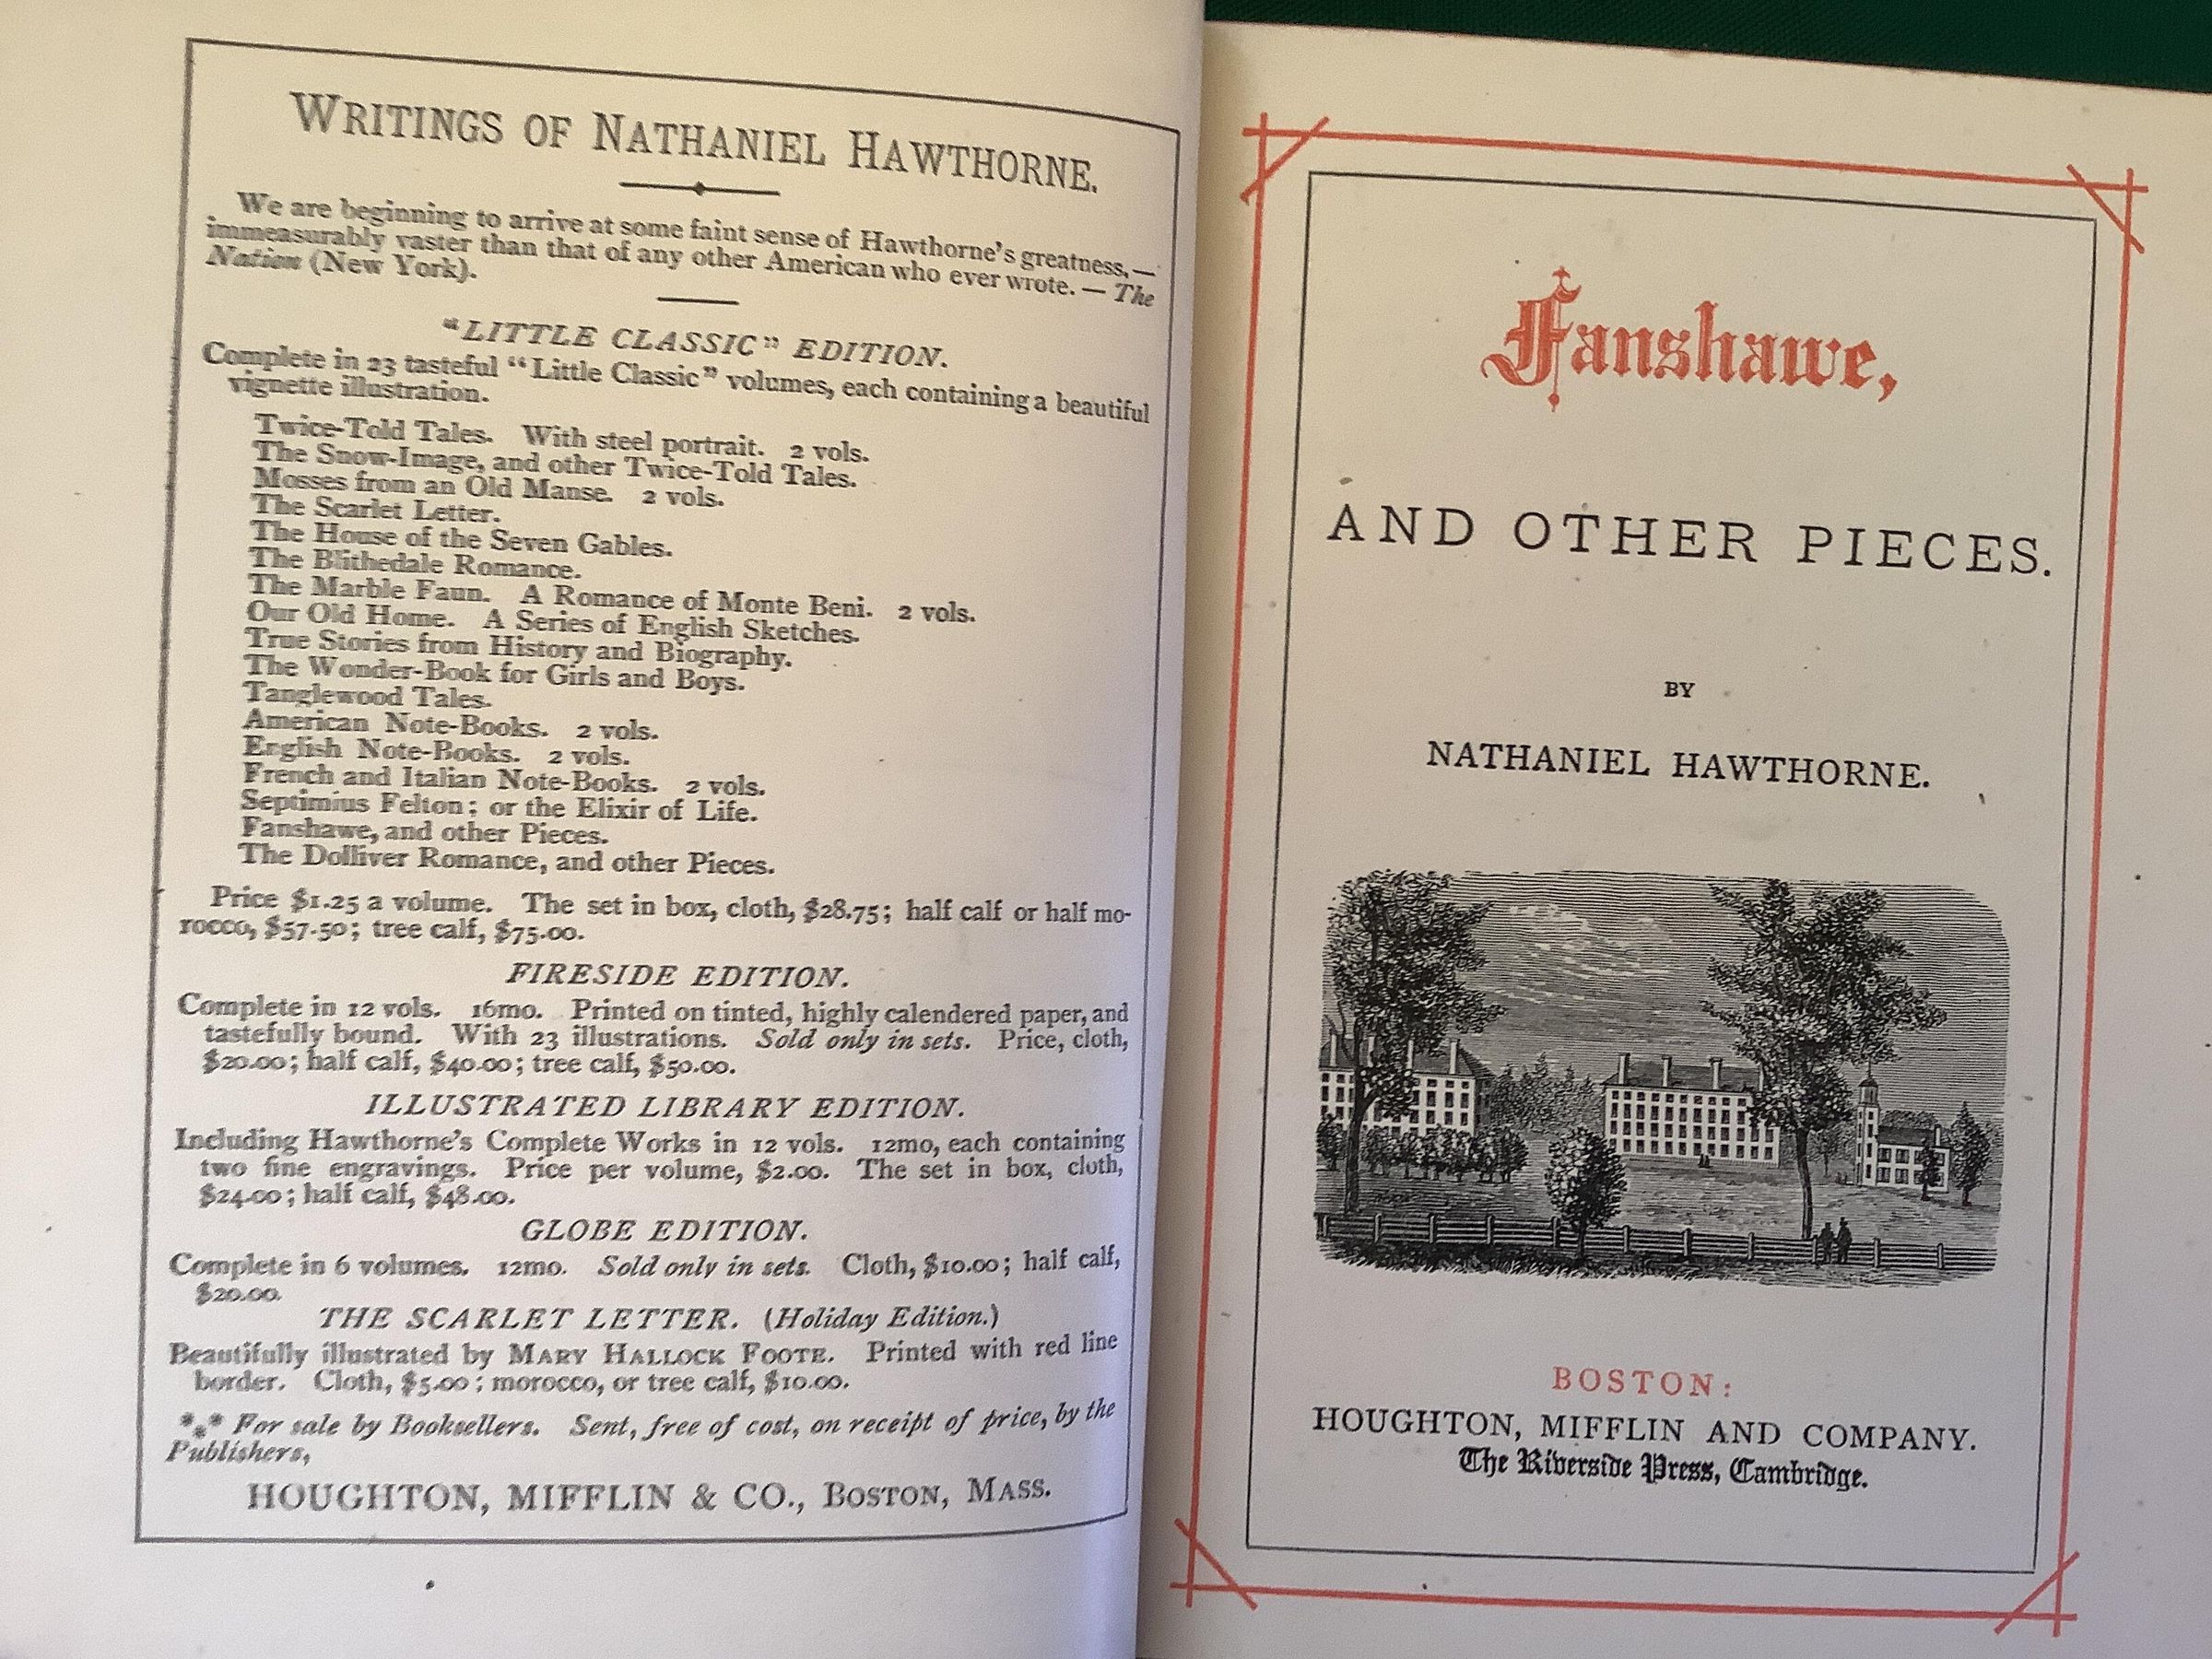 WRITINGS OF NATHANIEL HAWTHORNE.
We are beginning to arrive at some faint sense of Hawthorne's greatness, —
immeasurably vaster than that of any other American who ever wrote. — The
Nation (New York).
"LITTLE CLASSIC" EDITION.
Complete in 23 tasteful "Little Classic" volumes, each containing a beautiful
vignette illustration.
Twice-Told Tales. With steel portrait. 2 vols.
The Snow-Image, and other Twice-Told Tales.
Mosses from an Old Manse. 2 vols.
The Scarlet Letter.
The House of the Seven Gables.
The Blithedale Romance.
The Marble Faun. A Romance of Monte Beni. 2 vols.
Our Old Home. A Series of English Sketches.
True Stories from History and Biography.
The Wonder-Book for Girls and Boys.
Tanglewood Tales.
American Note-Books. 2 vols.
English Note-Books. 2 vols.
French and Italian Note-Books. 2 vols.
Septimius Felton; or the Elixir of Life.
Fanshawe, and other Pieces.
The Dolliver Romance, and other Pieces.
Price $1.25 a volume. The set in box, cloth, $28.75; half calf or half mo-
rocco, $57.50; tree calf, $75.00.
FIRESIDE EDITION.
Complete in 12 vols. 16mo. Printed on tinted, highly calendered paper, and
tastefully bound. With 23 illustrations. Sold only in sets. Price, cloth,
$20.00; half calf, $40.00; tree calf, $50.00.
ILLUSTRATED LIBRARY EDITION.
Including Hawthorne's Complete Works in 12 vols. 12mo, each containing
two fine engravings. Price per volume, $2.00. The set in box, cloth,
$24.00; half calf, $48.00.
GLOBE EDITION.
Complete in 6 volumes. 12mo. Sold only in sets. Cloth, $10.00; half calf,
$20.00.
THE SCARLET LETTER. (Holiday Edition.)
Beautifully illustrated by MARY HALLOCK FOOTE. Printed with red line
border. Cloth, $5.00; morocco, or tree calf, $10.00.
*** For sale by Booksellers. Sent, free of cost, on receipt of price, by the
Publishers,
HOUGHTON, MIFFLIN & CO., BOSTON, MASS.
Fanshawe,
AND OTHER PIECES.
BY
NATHANIEL HAWTHORNE.
BOSTON:
HOUGHTON, MIFFLIN AND COMPANY.
The Riverside Press, Cambridge.